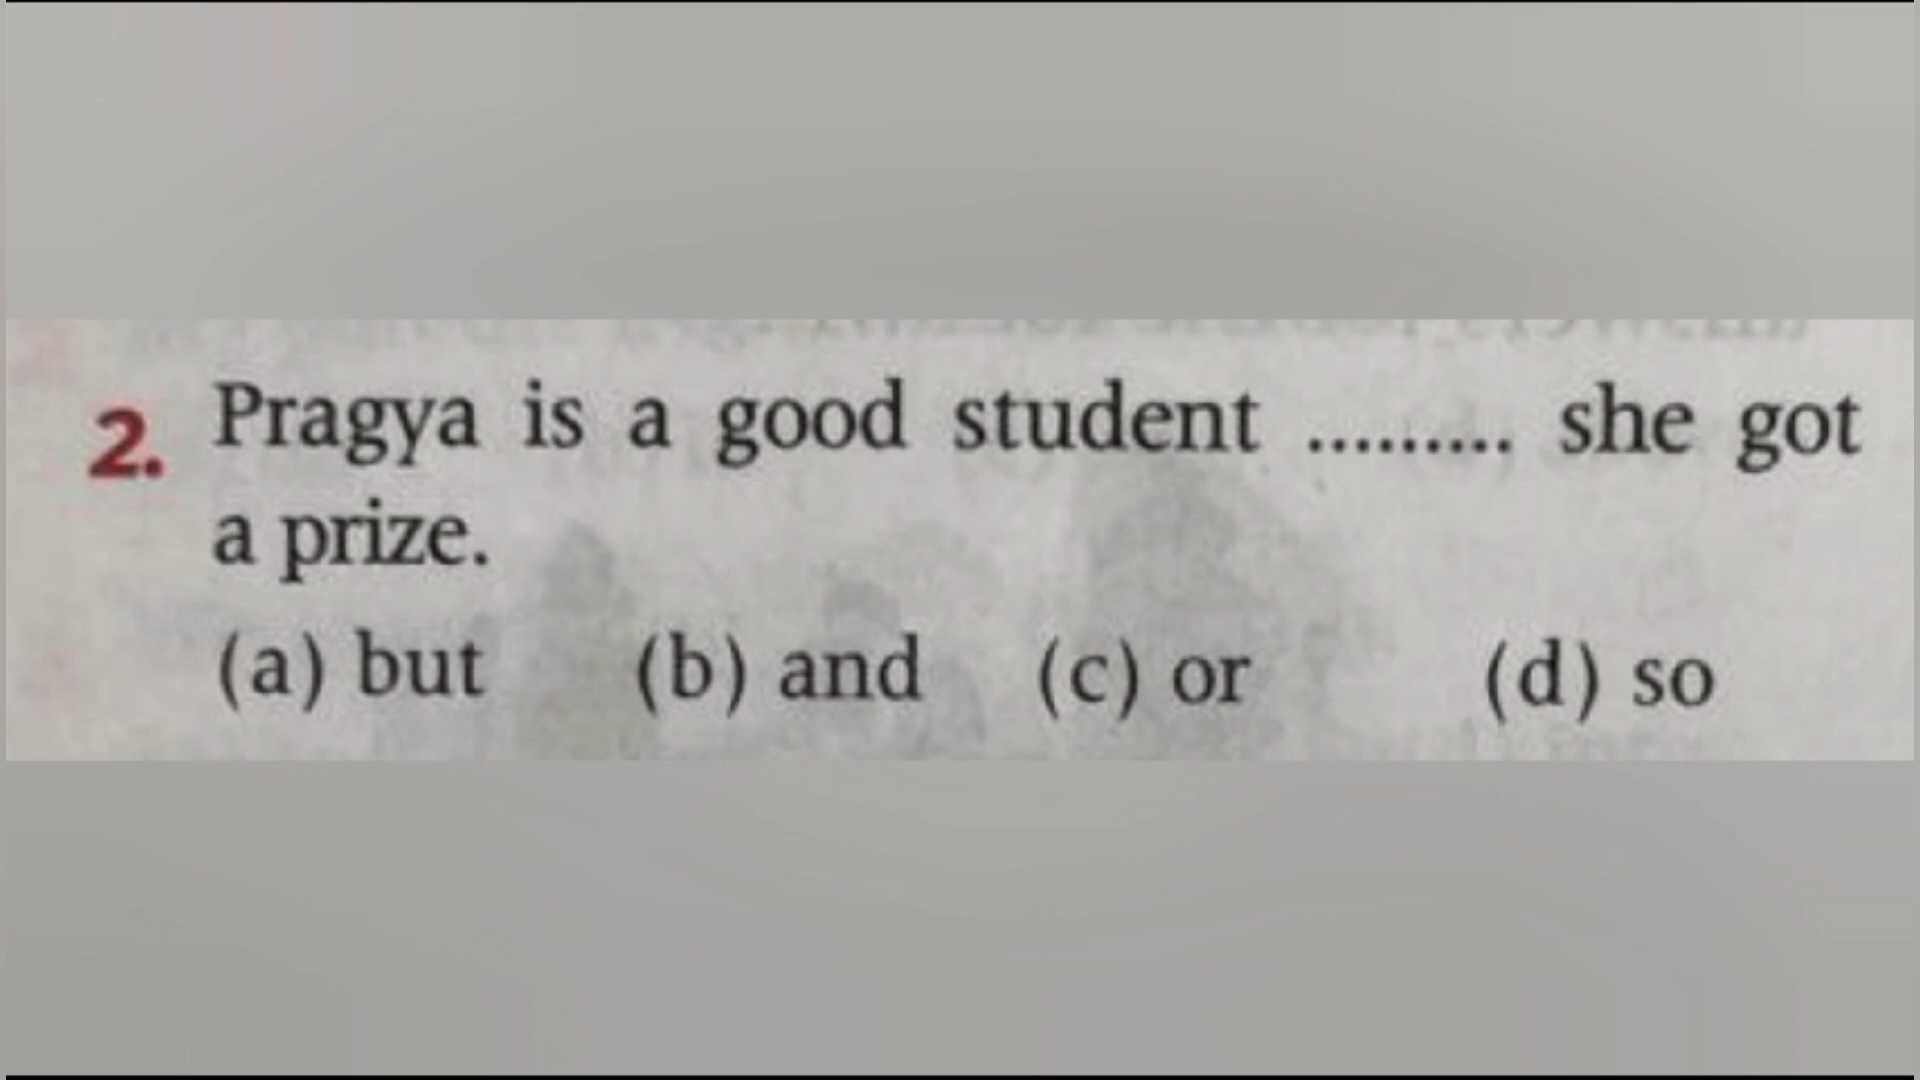 2. Pragya is a good student ......... she got
a prize.
(a) but (b) and (c) or (d) so